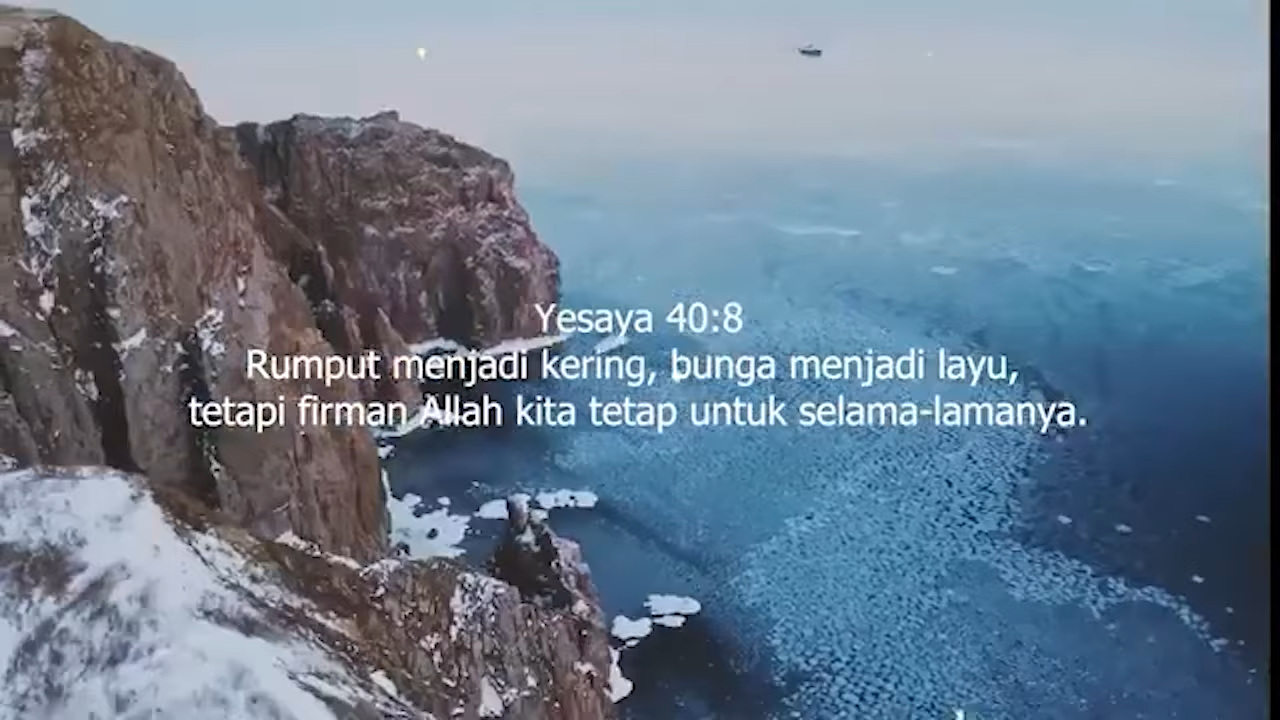 Yesaya 40:8
Rumput menjadi kering, bunga menjadi layu,
tetapi firman Allah kita tetap untuk selama-lamanya.